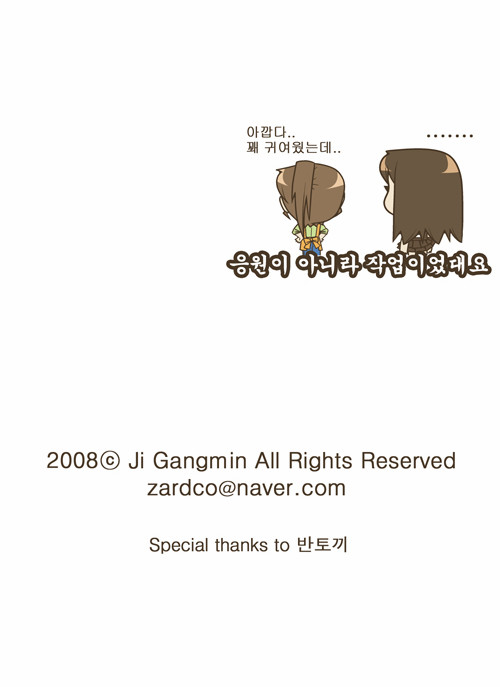 아깝다..
꽤 귀여웠는데..
.......
응원이 아니라 작업이었대요
2008ⓒ Ji Gangmin All Rights Reserved
zardco@naver.com
Special thanks to 반토끼